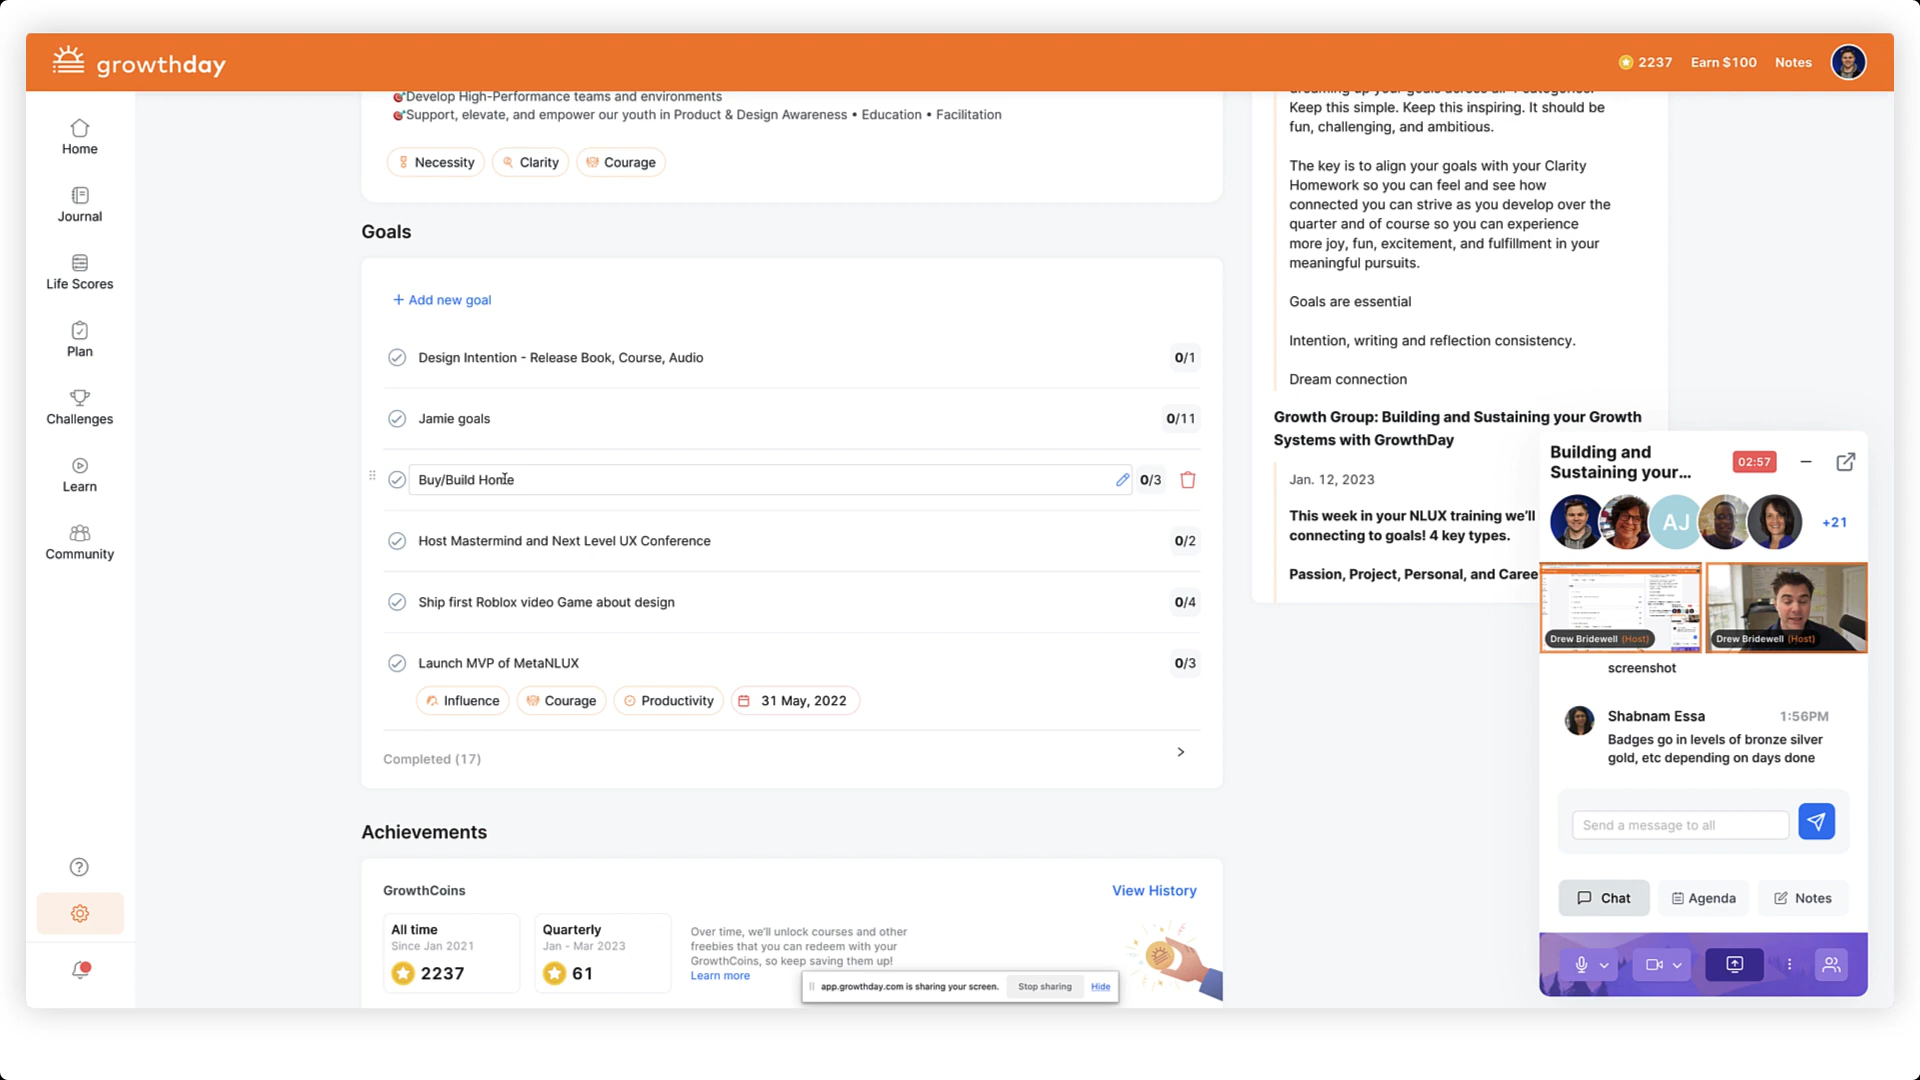 growthday
2237
Earn $100
Notes
Home
Journal
Life Scores
Plan
Challenges
Learn
Community
Develop High-Performance teams and environments
Support, elevate, and empower our youth in Product & Design Awareness • Education • Facilitation
Necessity
Clarity
Courage
Goals
+ Add new goal
Design Intention - Release Book, Course, Audio
0/1
Jamie goals
0/11
Buy/Build Home
0/3
Host Mastermind and Next Level UX Conference
0/2
Ship first Roblox video Game about design
0/4
Launch MVP of MetaNLUX
0/3
Influence
Courage
Productivity
31 May, 2022
Completed (17)
Achievements
GrowthCoins
View History
All time
Since Jan 2021
2237
Quarterly
Jan - Mar 2023
61
Over time, we'll unlock courses and other
freebies that you can redeem with your
GrowthCoins, so keep saving them up!
Learn more
app.growthday.com is sharing your screen.
Stop sharing
Hide
Keep this simple. Keep this inspiring. It should be
fun, challenging, and ambitious.
The key is to align your goals with your Clarity
Homework so you can feel and see how
connected you can strive as you develop over the
quarter and of course so you can experience
more joy, fun, excitement, and fulfillment in your
meaningful pursuits.
Goals are essential
Intention, writing and reflection consistency.
Dream connection
Growth Group: Building and Sustaining your Growth
Systems with GrowthDay
Jan. 12, 2023
This week in your NLUX training we'll
connecting to goals! 4 key types.
Passion, Project, Personal, and Caree
Building and
Sustaining your...
02:57
AJ
+21
Drew Bridewell (Host)
Drew Bridewell (Host)
screenshot
Shabnam Essa
1:56PM
Badges go in levels of bronze silver
gold, etc depending on days done
Send a message to all
Chat
Agenda
Notes